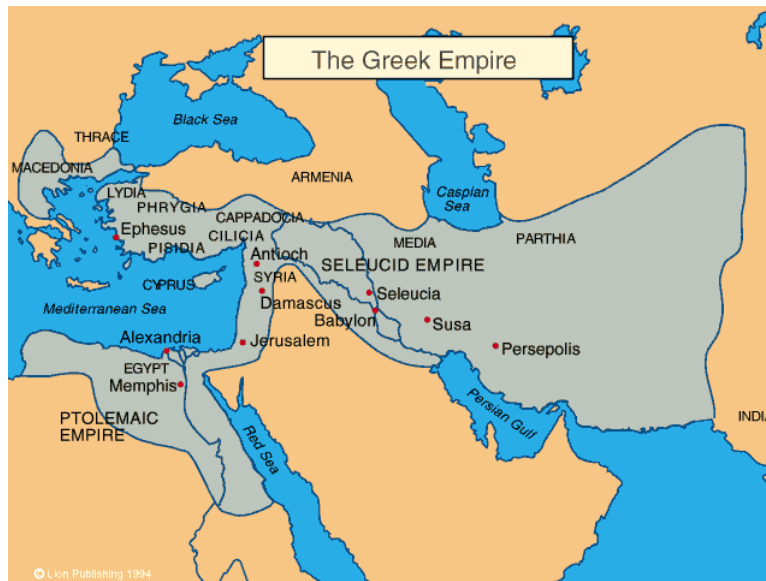 The Greek Empire
Black Sea
THRACE
MACEDONIA
ARMENIA
LYDIA
PHRYGIA
Caspian
Sea
CAPPADOCIA
Ephesus
CILICIA
PISIDIA
MEDIA
PARTHIA
Antioch
SELEUCID EMPIRE
SYRIA
CYPRUS
Seleucia
Damascus
Mediterranean Sea
Babylon
Susa
Alexandria
Jerusalem
Persepolis
EGYPT
Memphis
PTOLEMAIC
EMPIRE
Persian Gulf
INDIA
Red Sea
© Lion Publishing 1994